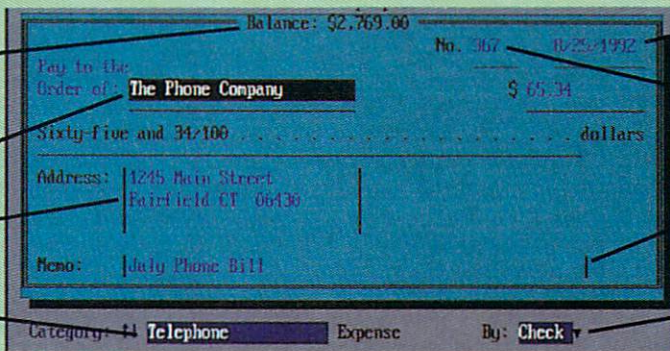 Balance: $2,769.00
No. 367 8/25/1992
Pay to the
Order of: The Phone Company $ 65.34
Sixty-five and 34/100 . . . . . . . . . . . . . . . . . . . . . . dollars
Address: 1245 Main Street
Fairfield CT 06430
Memo: July Phone Bill
Category: ↑↓ Telephone Expense By: Check ▼